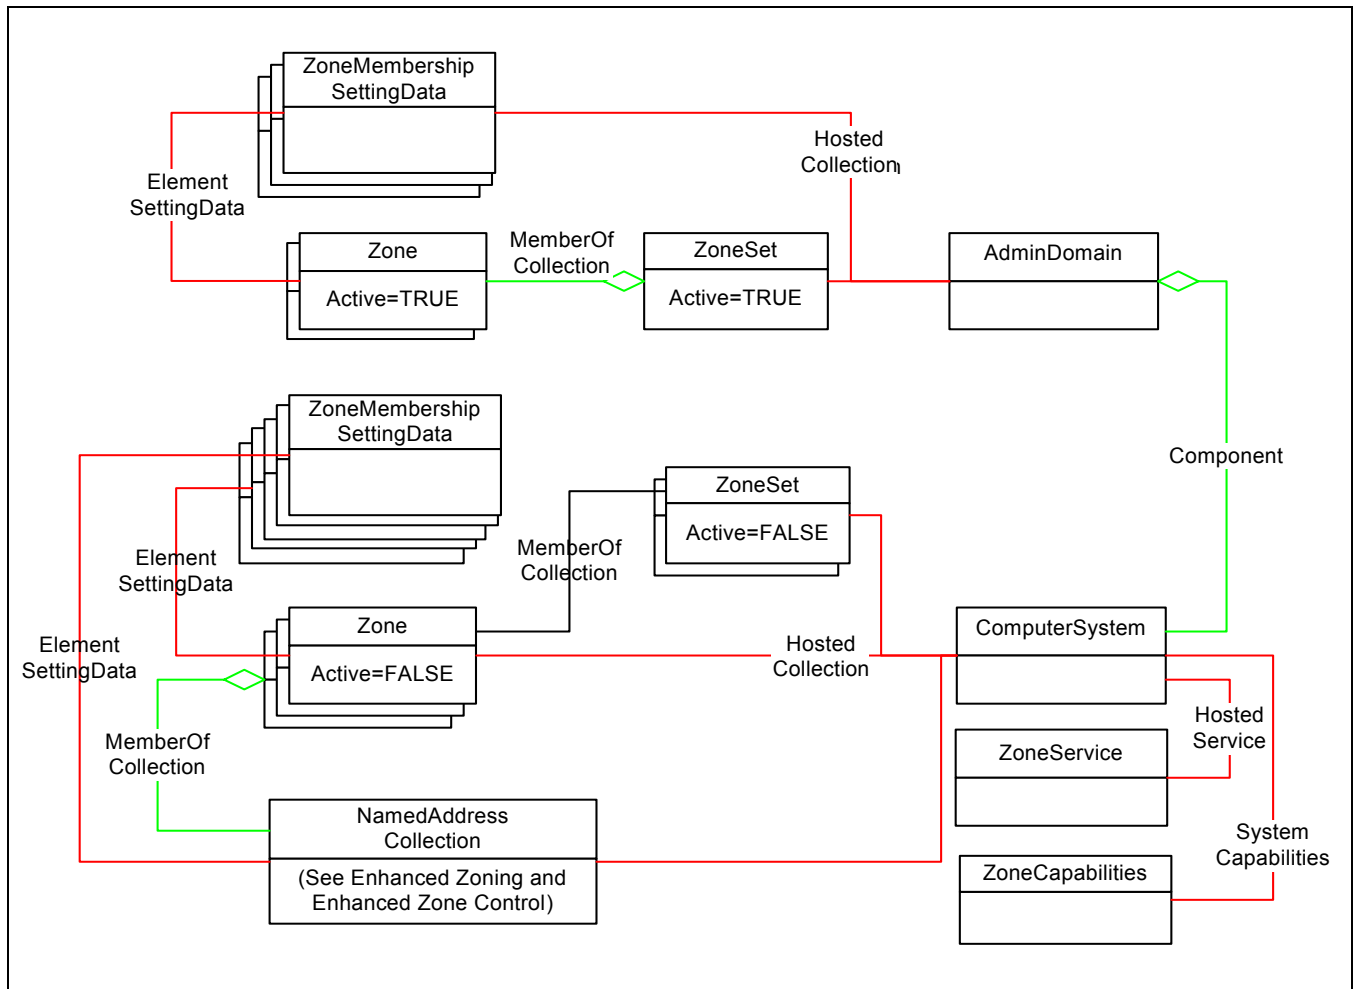 ZoneMembership
SettingData
Hosted
Collection
Element
SettingData
Zone
Active=TRUE
MemberOf
Collection
ZoneSet
Active=TRUE
AdminDomain
ZoneMembership
SettingData
Component
ZoneSet
Active=FALSE
MemberOf
Collection
Element
SettingData
Zone
Active=FALSE
Element
SettingData
Hosted
Collection
ComputerSystem
Hosted
Service
MemberOf
Collection
ZoneService
NamedAddress
Collection
(See Enhanced Zoning and
Enhanced Zone Control)
System
Capabilities
ZoneCapabilities